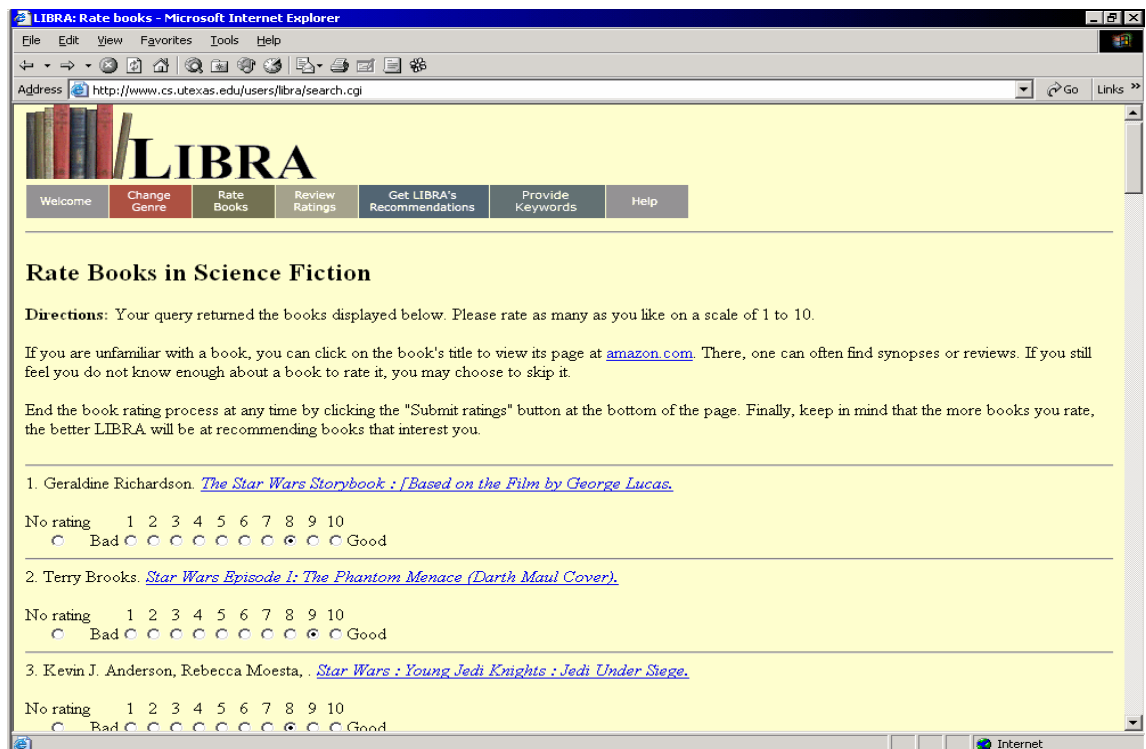 LIBRA: Rate books - Microsoft Internet Explorer
File Edit View Favorites Tools Help
Address http://www.cs.utexas.edu/users/libra/search.cgi Go Links »
LIBRA
Welcome Change Genre Rate Books Review Ratings Get LIBRA's Recommendations Provide Keywords Help
Rate Books in Science Fiction
Directions: Your query returned the books displayed below. Please rate as many as you like on a scale of 1 to 10.
If you are unfamiliar with a book, you can click on the book's title to view its page at amazon.com. There, one can often find synopses or reviews. If you still
feel you do not know enough about a book to rate it, you may choose to skip it.
End the book rating process at any time by clicking the "Submit ratings" button at the bottom of the page. Finally, keep in mind that the more books you rate,
the better LIBRA will be at recommending books that interest you.
1. Geraldine Richardson. The Star Wars Storybook : [Based on the Film by George Lucas.
No rating 1 2 3 4 5 6 7 8 9 10
Bad Good
2. Terry Brooks. Star Wars Episode I: The Phantom Menace (Darth Maul Cover).
No rating 1 2 3 4 5 6 7 8 9 10
Bad Good
3. Kevin J. Anderson, Rebecca Moesta, . Star Wars : Young Jedi Knights : Jedi Under Siege.
No rating 1 2 3 4 5 6 7 8 9 10
Bad Good
Internet